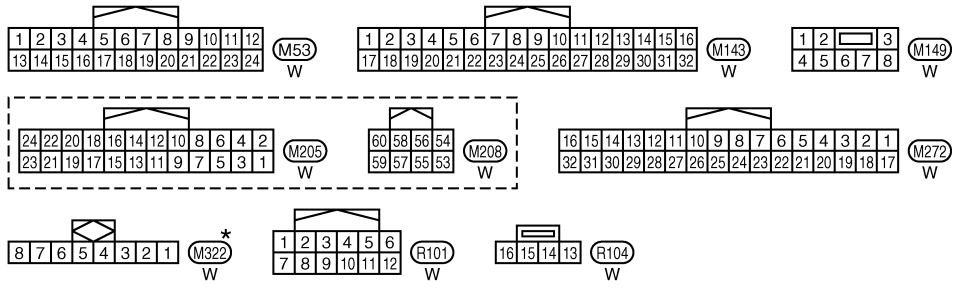 1 2 3 4 5 6 7 8 9 10 11 12
13 14 15 16 17 18 19 20 21 22 23 24
M53
W
1 2 3 4 5 6 7 8 9 10 11 12 13 14 15 16
17 18 19 20 21 22 23 24 25 26 27 28 29 30 31 32
M143
W
1 2 3
4 5 6 7 8
M149
W
24 22 20 18 16 14 12 10 8 6 4 2
23 21 19 17 15 13 11 9 7 5 3 1
M205
W
60 58 56 54
59 57 55 53
M208
W
16 15 14 13 12 11 10 9 8 7 6 5 4 3 2 1
32 31 30 29 28 27 26 25 24 23 22 21 20 19 18 17
M272
W
8 7 6 5 4 3 2 1
M322 *
W
1 2 3 4 5 6
7 8 9 10 11 12
R101
W
16 15 14 13
R104
W